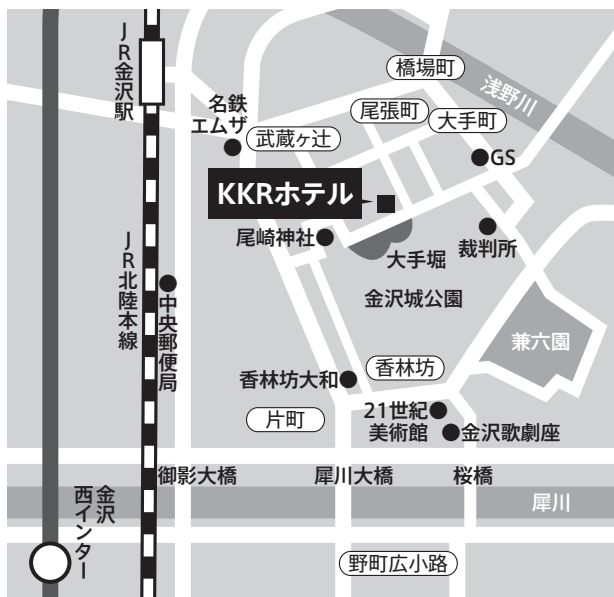 JR金沢駅
橋場町
浅野川
名鉄
エムザ
尾張町
大手町
武蔵ヶ辻
GS
KKRホテル
尾崎神社
大手堀
裁判所
JR北陸本線
中央郵便局
金沢城公園
兼六園
香林坊大和
香林坊
片町
21世紀
美術館
金沢歌劇座
御影大橋
犀川大橋
桜橋
犀川
金沢
西インター
野町広小路